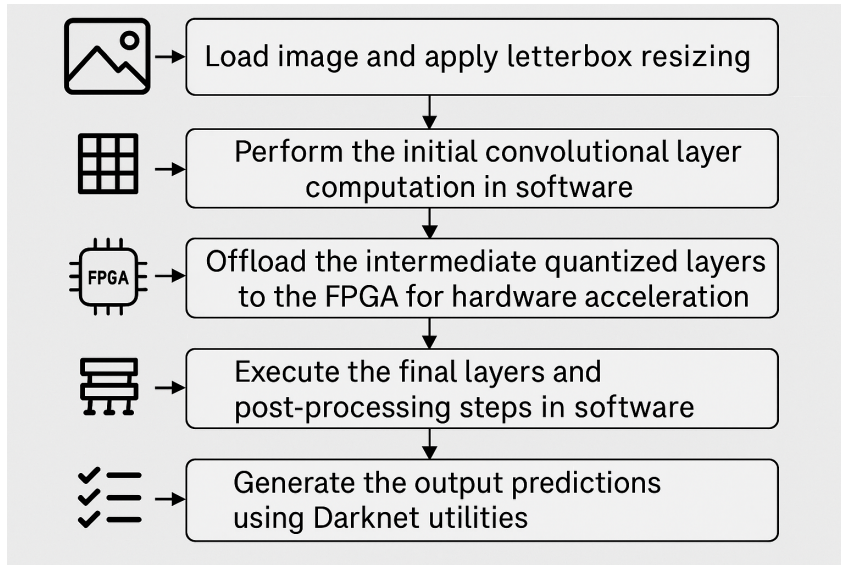 Load image and apply letterbox resizing
Perform the initial convolutional layer
computation in software
FPGA
Offload the intermediate quantized layers
to the FPGA for hardware acceleration
Execute the final layers and
post-processing steps in software
Generate the output predictions
using Darknet utilities